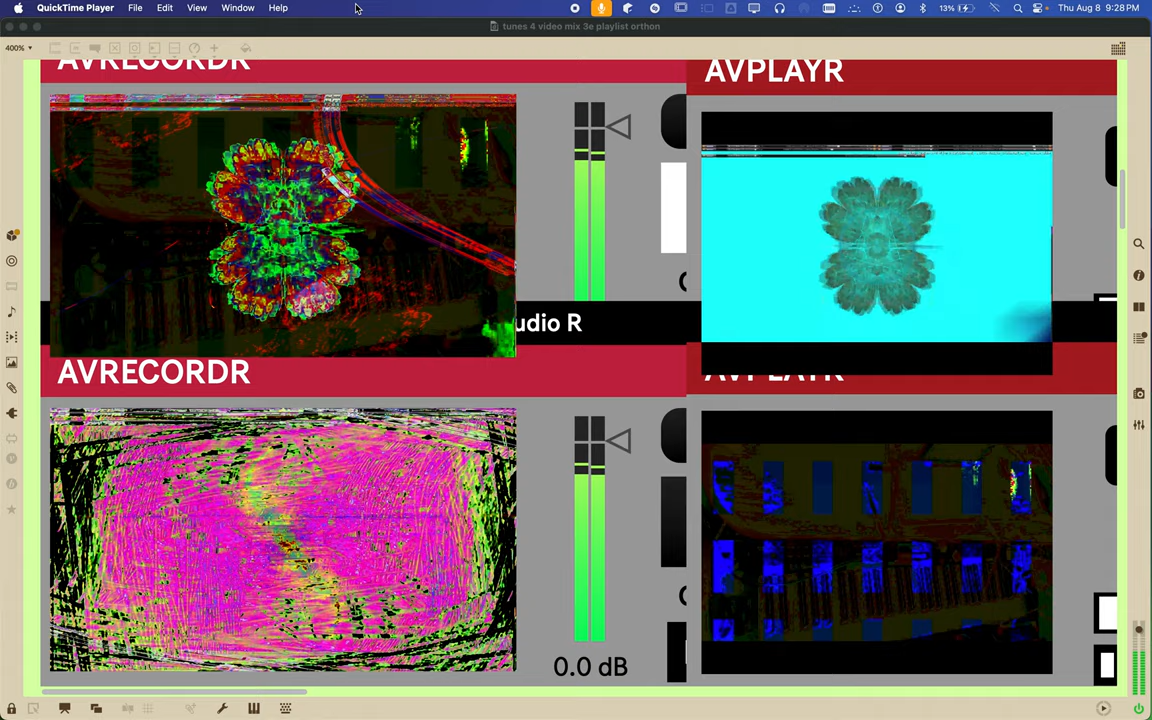 QuickTime Player File Edit View Window Help 13% Thu Aug 8 9:28 PM
tunes 4 video mix 3e playlist orthon
400%
AVRECORDR
AVPLAYR
udio R
AVRECORDR
AVPLAYR
0.0 dB